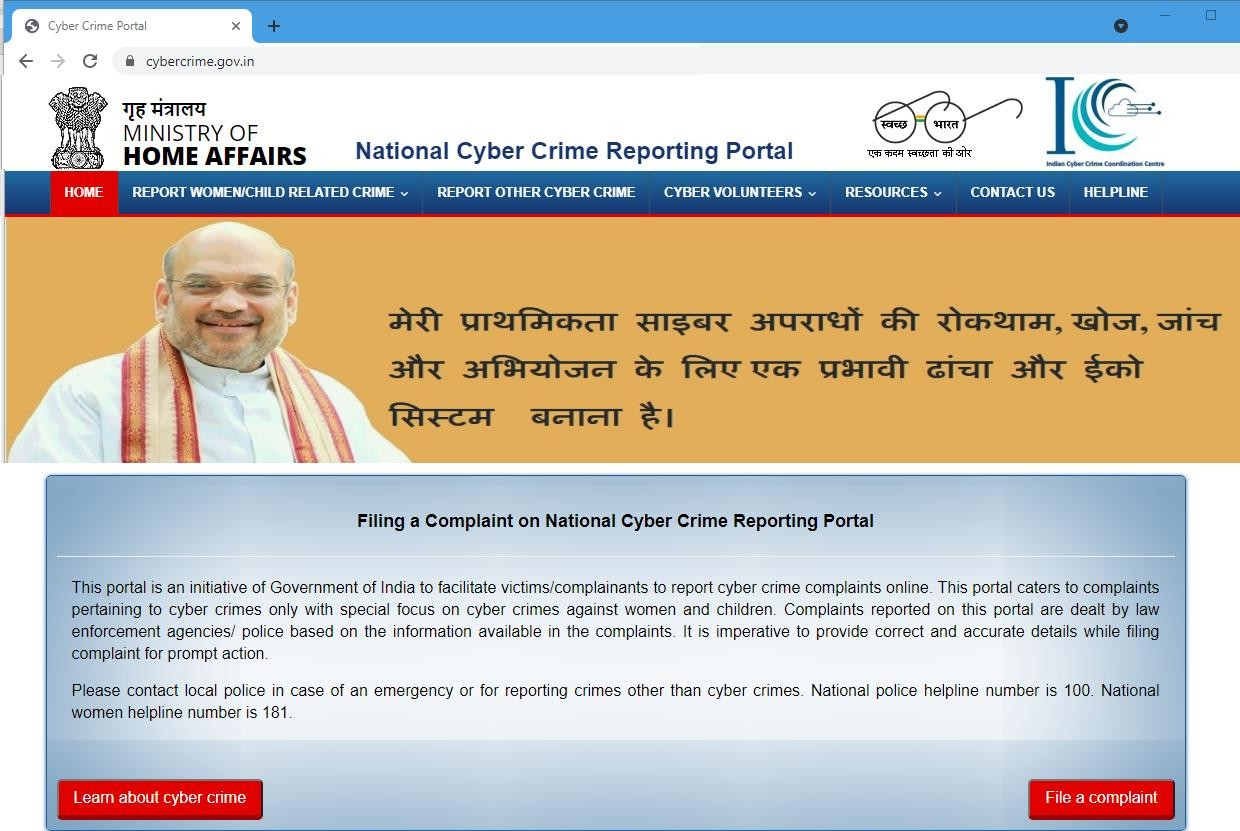 Cyber Crime Portal
cybercrime.gov.in
गृह मंत्रालय
MINISTRY OF
HOME AFFAIRS
National Cyber Crime Reporting Portal
स्वच्छ भारत
एक कदम स्वच्छता की ओर
Indian Cyber Crime Coordination Centre
HOME REPORT WOMEN/CHILD RELATED CRIME REPORT OTHER CYBER CRIME CYBER VOLUNTEERS RESOURCES CONTACT US HELPLINE
मेरी प्राथमिकता साइबर अपराधों की रोकथाम, खोज, जांच
और अभियोजन के लिए एक प्रभावी ढांचा और ईको
सिस्टम बनाना है।
Filing a Complaint on National Cyber Crime Reporting Portal
This portal is an initiative of Government of India to facilitate victims/complainants to report cyber crime complaints online. This portal caters to complaints
pertaining to cyber crimes only with special focus on cyber crimes against women and children. Complaints reported on this portal are dealt by law
enforcement agencies/ police based on the information available in the complaints. It is imperative to provide correct and accurate details while filing
complaint for prompt action.
Please contact local police in case of an emergency or for reporting crimes other than cyber crimes. National police helpline number is 100. National
women helpline number is 181.
Learn about cyber crime File a complaint